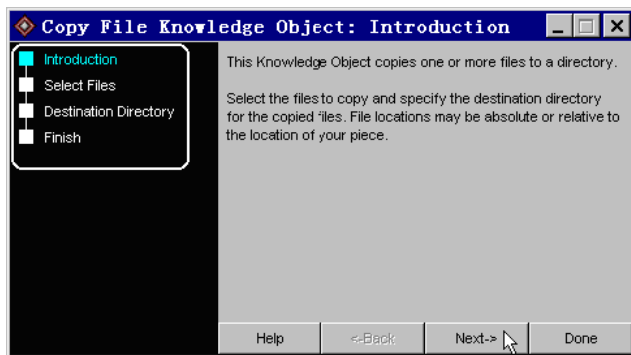 Copy File Knowledge Object: Introduction
Introduction
Select Files
Destination Directory
Finish
This Knowledge Object copies one or more files to a directory.
Select the files to copy and specify the destination directory
for the copied files. File locations may be absolute or relative to
the location of your piece.
Help
<-Back
Next->
Done